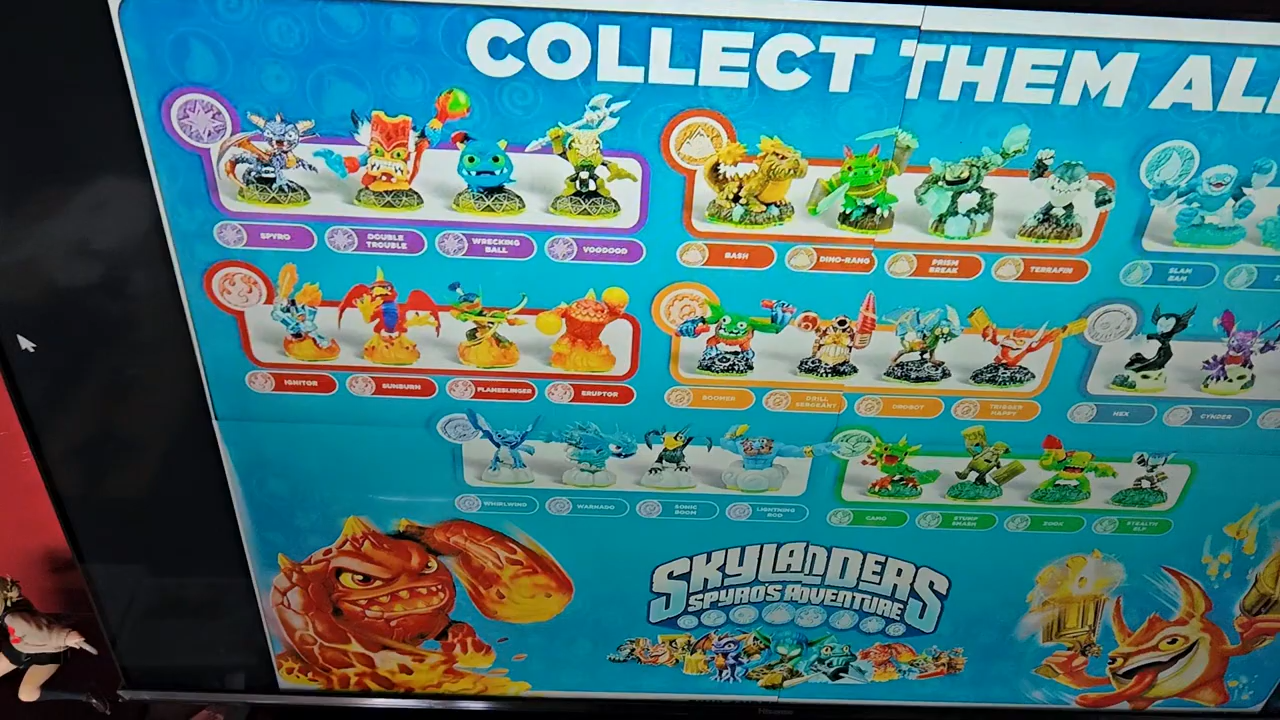 COLLECT THEM AL
SPYRO
DOUBLE
TROUBLE
WRECKING
BALL
VOODOOD
BASH
DINO-RANG
PRISM
BREAK
TERRAFIN
SLAM
BAM
IGNITOR
SUNBURN
FLAMESLINGER
ERUPTOR
BOOMER
DRILL
SERGEANT
DROBOT
TRIGGER
HAPPY
HEX
CYNDER
WHIRLWIND
WARNADO
SONIC
BOOM
LIGHTNING
ROD
CAMO
STUMP
SMASH
ZOOK
STEALTH
ELF
SKYLANDERS
SPYRO'S ADVENTURE
Hisense